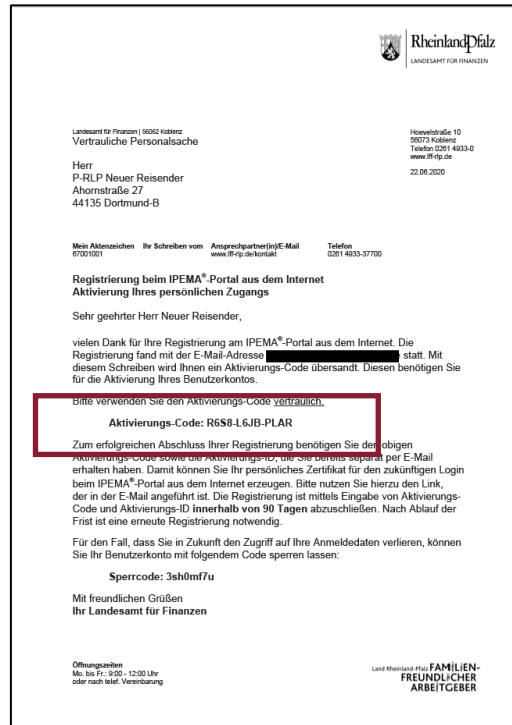 RheinlandPfalz
LANDESAMT FÜR FINANZEN
Landesamt für Finanzen | 56062 Koblenz
Vertrauliche Personalsache
Herr
P-RLP Neuer Reisender
Ahornstraße 27
44135 Dortmund-B
Hoevelstraße 10
56073 Koblenz
Telefon 0261 4933-0
www.lff-rlp.de
22.06.2020
Mein Aktenzeichen Ihr Schreiben vom Ansprechpartner(in)/E-Mail Telefon
67001001 www.lff-rlp.de/kontakt 0261 4933-37700
Registrierung beim IPEMA®-Portal aus dem Internet
Aktivierung Ihres persönlichen Zugangs
Sehr geehrter Herr Neuer Reisender,
vielen Dank für Ihre Registrierung am IPEMA®-Portal aus dem Internet. Die
Registrierung fand mit der E-Mail-Adresse statt. Mit
diesem Schreiben wird Ihnen ein Aktivierungs-Code übersandt. Diesen benötigen Sie
für die Aktivierung Ihres Benutzerkontos.
Bitte verwenden Sie den Aktivierungs-Code vertraulich.
Aktivierungs-Code: R6S8-L6JB-PLAR
Zum erfolgreichen Abschluss Ihrer Registrierung benötigen Sie den obigen
Aktivierungs-Code sowie die Aktivierungs-ID, die Sie bereits separat per E-Mail
erhalten haben. Damit können Sie Ihr persönliches Zertifikat für den zukünftigen Login
beim IPEMA®-Portal aus dem Internet erzeugen. Bitte nutzen Sie hierzu den Link,
der in der E-Mail angeführt ist. Die Registrierung ist mittels Eingabe von Aktivierungs-
Code und Aktivierungs-ID innerhalb von 90 Tagen abzuschließen. Nach Ablauf der
Frist ist eine erneute Registrierung notwendig.
Für den Fall, dass Sie in Zukunft den Zugriff auf Ihre Anmeldedaten verlieren, können
Sie Ihr Benutzerkonto mit folgendem Code sperren lassen:
Sperrcode: 3sh0mf7u
Mit freundlichen Grüßen
Ihr Landesamt für Finanzen
Öffnungszeiten
Mo. bis Fr.: 9:00 - 12:00 Uhr
oder nach telef. Vereinbarung
Land Rheinland-Pfalz FAMILIEN-
FREUNDLICHER
ARBEITGEBER